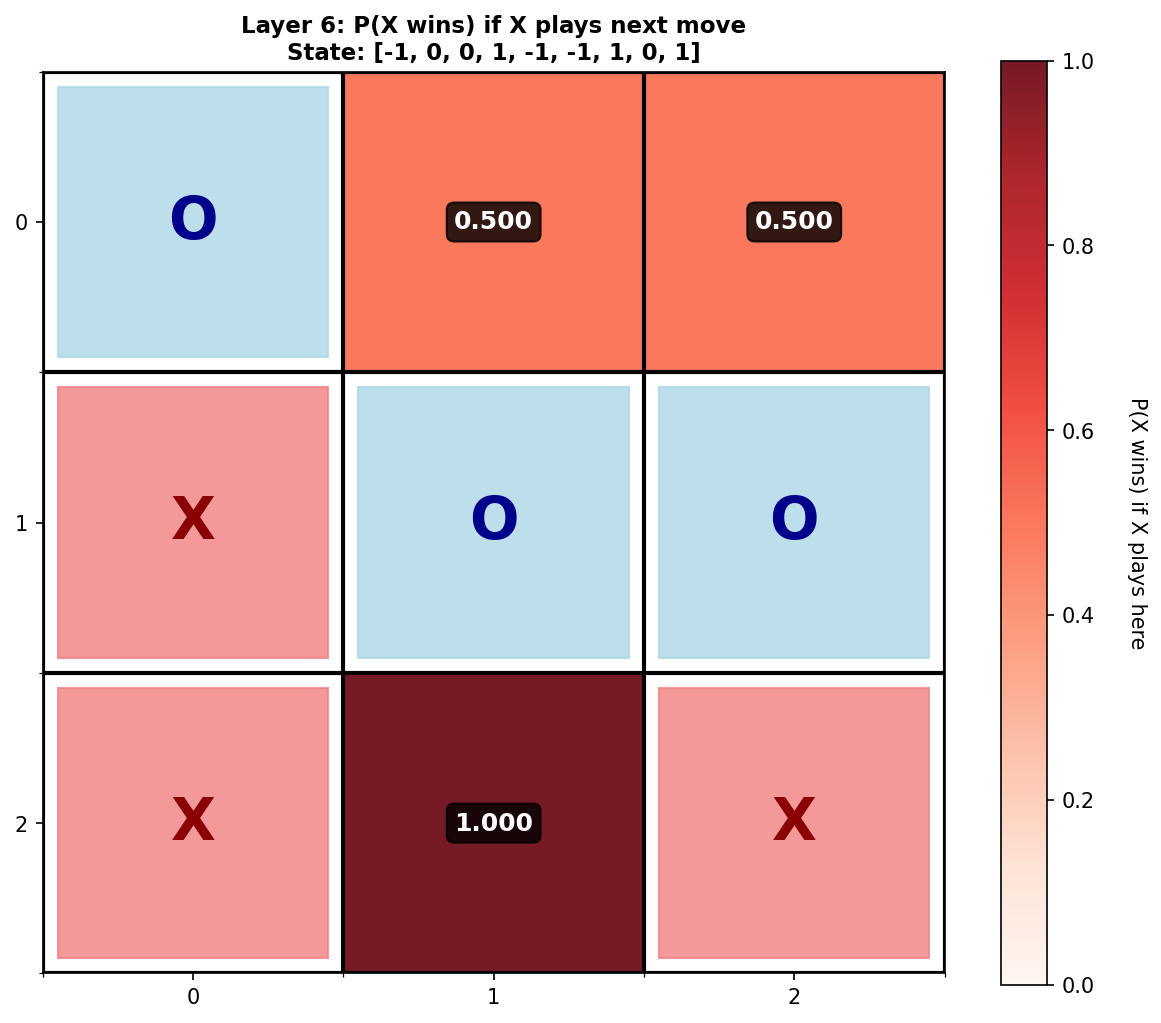 Layer 6: P(X wins) if X plays next move
State: [-1, 0, 0, 1, -1, -1, 1, 0, 1]
0
O
0.500
0.500
1
X
O
O
2
X
1.000
X
0
1
2
1.0
0.8
0.6
0.4
0.2
0.0
P(X wins) if X plays here